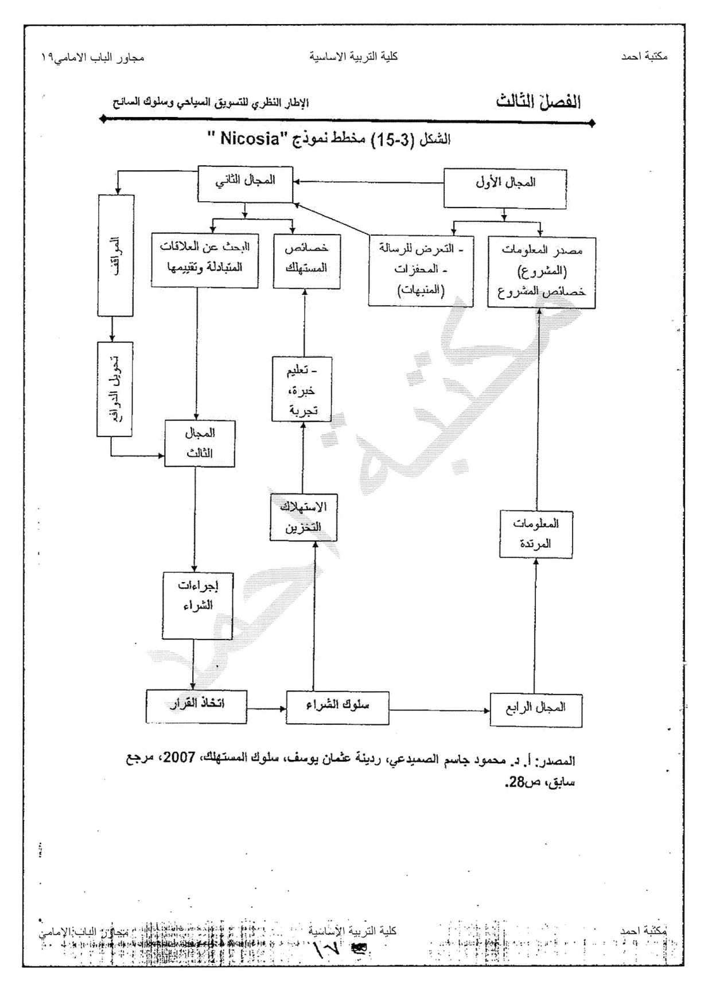 مكتبة احمد
كلية التربية الاساسية
مجاور الباب الامامي١٩
الفصل الثالث
الإطار النظري للتسويق السياحي وسلوك السائح
الشكل (3-15) مخطط نموذج "Nicosia "
المجال الأول
المجال الثاني
مصدر المعلومات
(المشروع)
خصائص المشروع
- التعرض للرسالة
- المحفزات
(المنبهات)
خصائص
المستهلك
البحث عن العلاقات
المتبادلة وتقييمها
المواقف
- تعليم
خبرة،
تجربة
تحويل الدوافع
المجال
الثالث
الاستهلاك
التخزين
المعلومات
المرتدة
إجراءات
الشراء
اتخاذ القرار
سلوك الشراء
المجال الرابع
المصدر: أ. د. محمود جاسم الصميدعي، ردينة عثمان يوسف، سلوك المستهلك، 2007، مرجع
سابق، ص28.
مكتبة احمد
كلية التربية الأساسية
مجاور الباب الإمامي